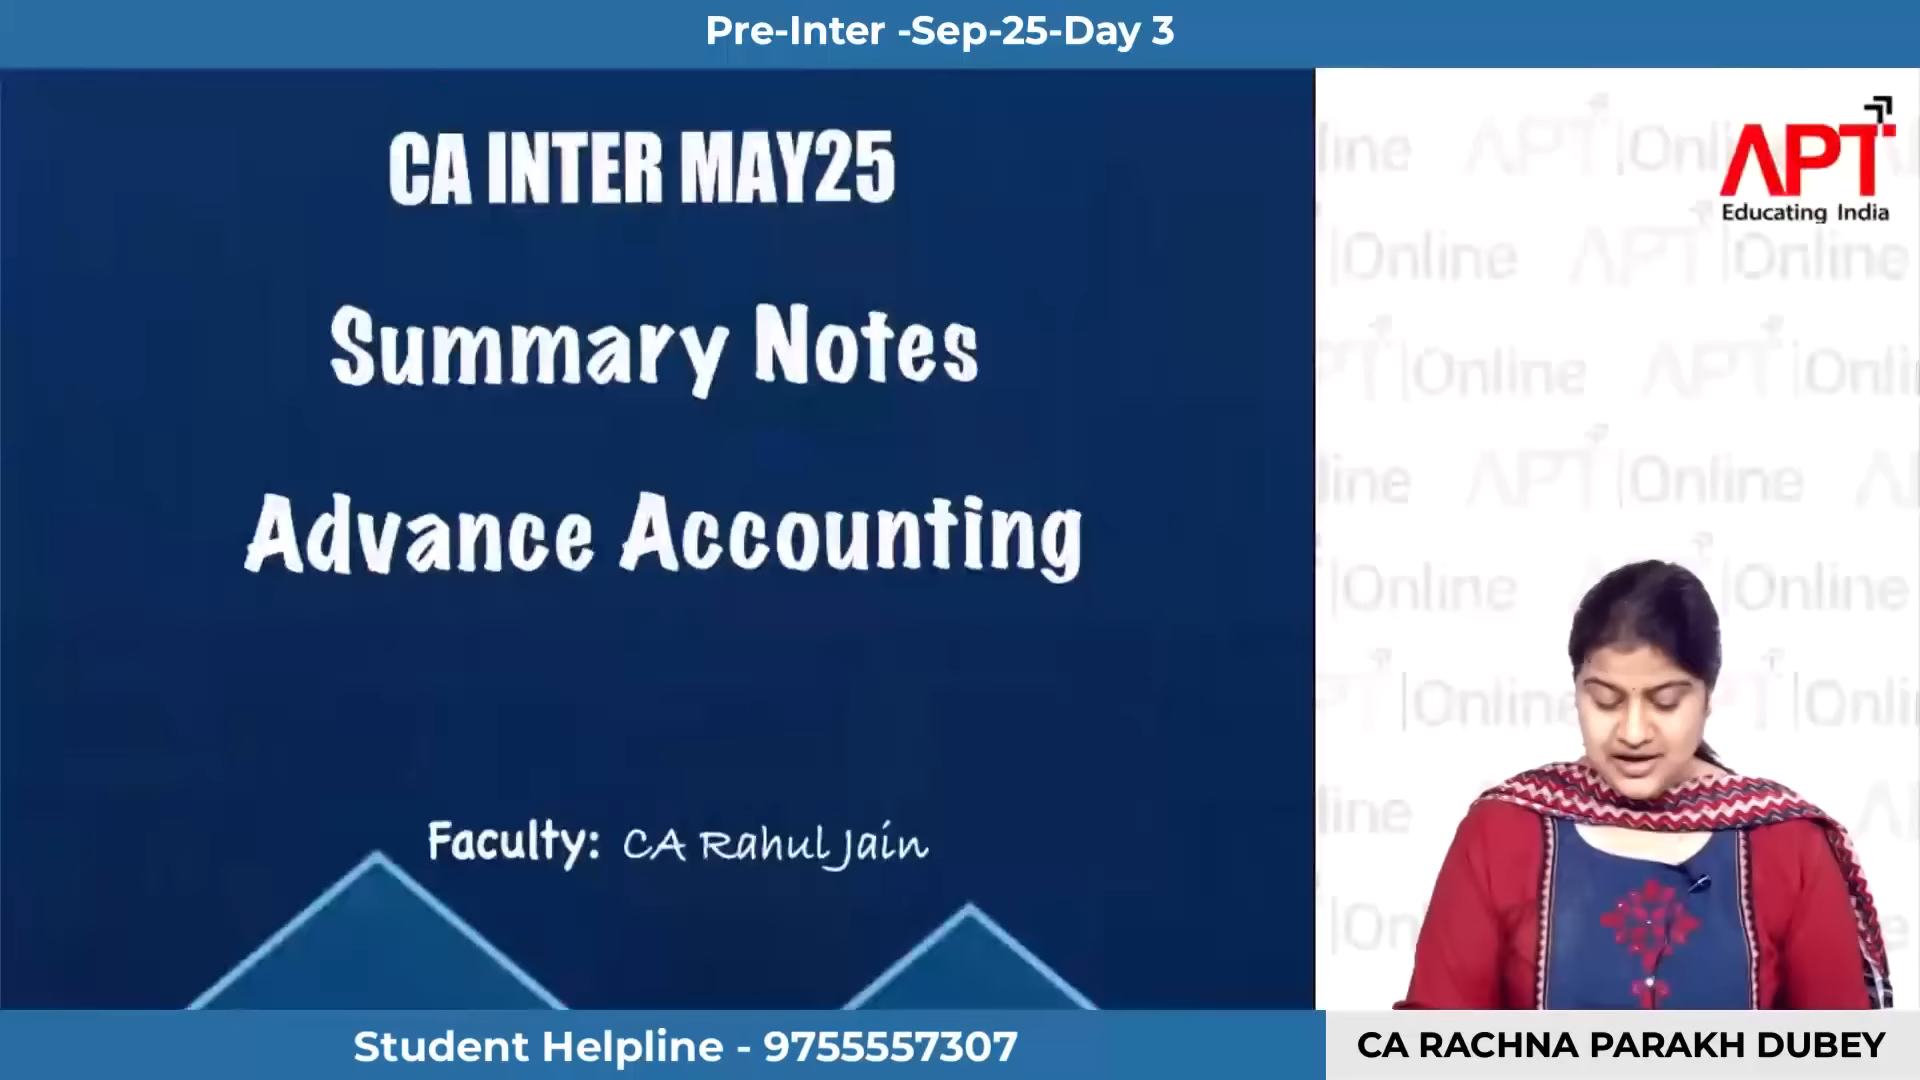 Pre-Inter -Sep-25-Day 3
CA INTER MAY25
Summary Notes
Advance Accounting
Faculty: CA Rahul Jain
APT
Educating India
Student Helpline - 9755557307
CA RACHNA PARAKH DUBEY